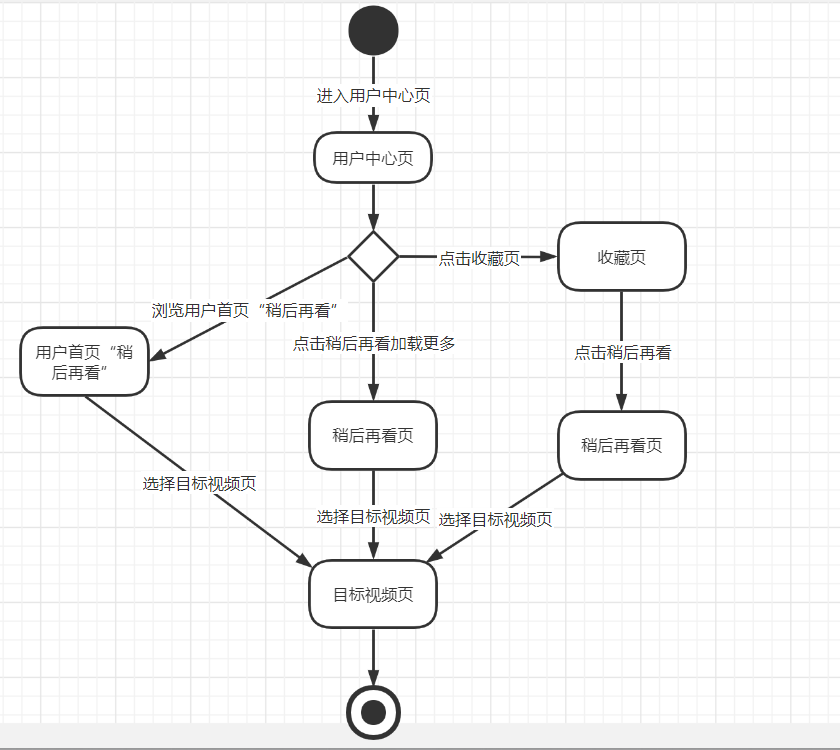 进入用户中心页
用户中心页
点击收藏页
收藏页
浏览用户首页“稍后再看”
点击稍后再看加载更多
点击稍后再看
用户首页“稍
后再看”
稍后再看页
稍后再看页
选择目标视频页
选择目标视频页
选择目标视频页
目标视频页